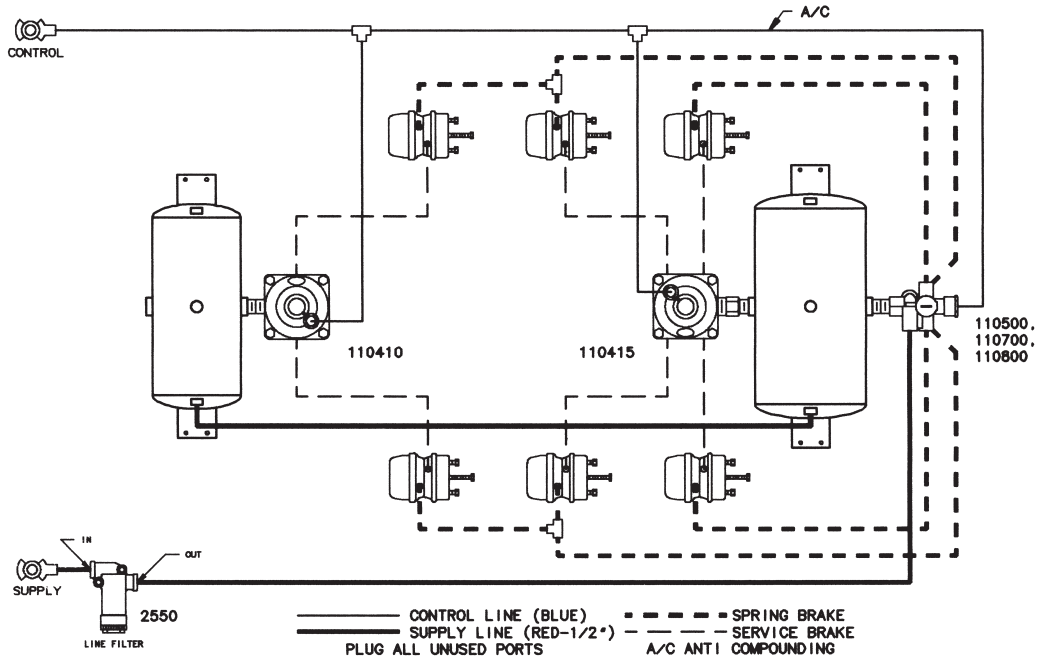 A/C
CONTROL
110410
110415
110500,
110700,
110800
IN
OUT
SUPPLY
2550
LINE FILTER
CONTROL LINE (BLUE)
SPRING BRAKE
SUPPLY LINE (RED-1/2")
SERVICE BRAKE
PLUG ALL UNUSED PORTS
A/C ANTI COMPOUNDING